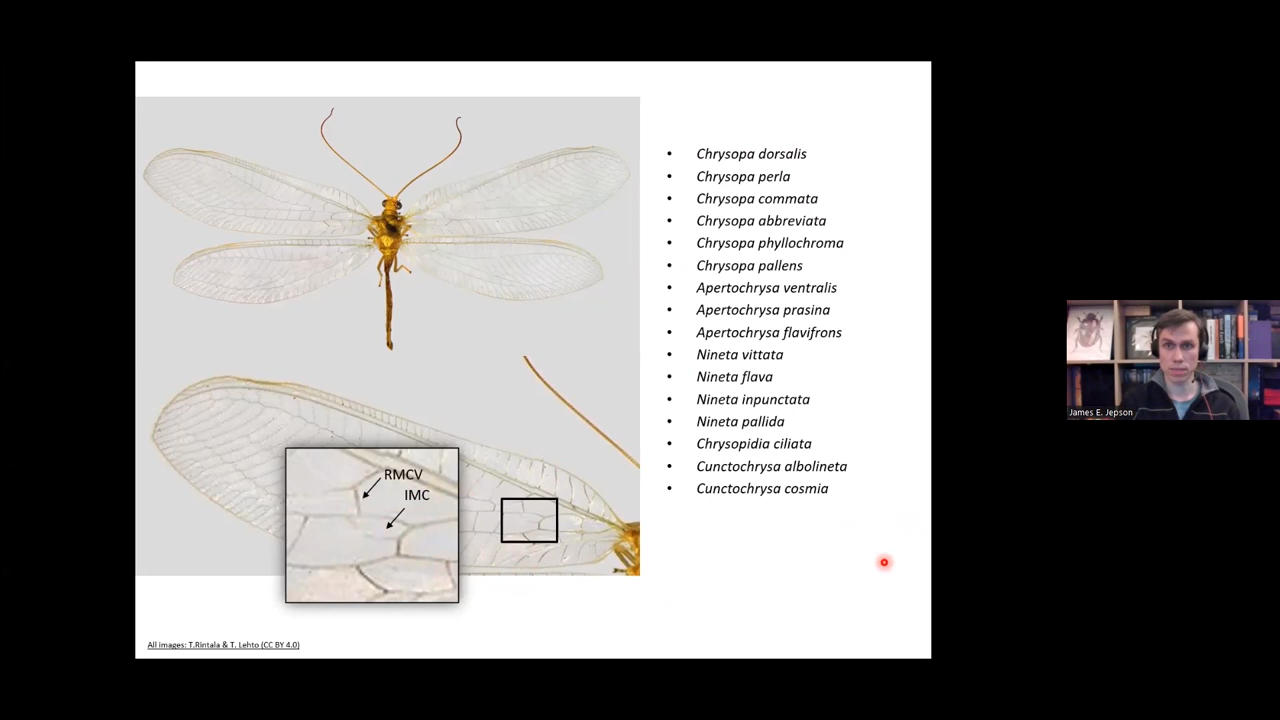 Chrysopa dorsalis
Chrysopa perla
Chrysopa commata
Chrysopa abbreviata
Chrysopa phyllochroma
Chrysopa pallens
Apertochrysa ventralis
Apertochrysa prasina
Apertochrysa flavifrons
Nineta vittata
Nineta flava
Nineta inpunctata
Nineta pallida
Chrysopidia ciliata
Cunctochrysa albolineta
Cunctochrysa cosmia
RMCV
IMC
All images: T.Rintala & T. Lehto (CC BY 4.0)
James E. Jepson